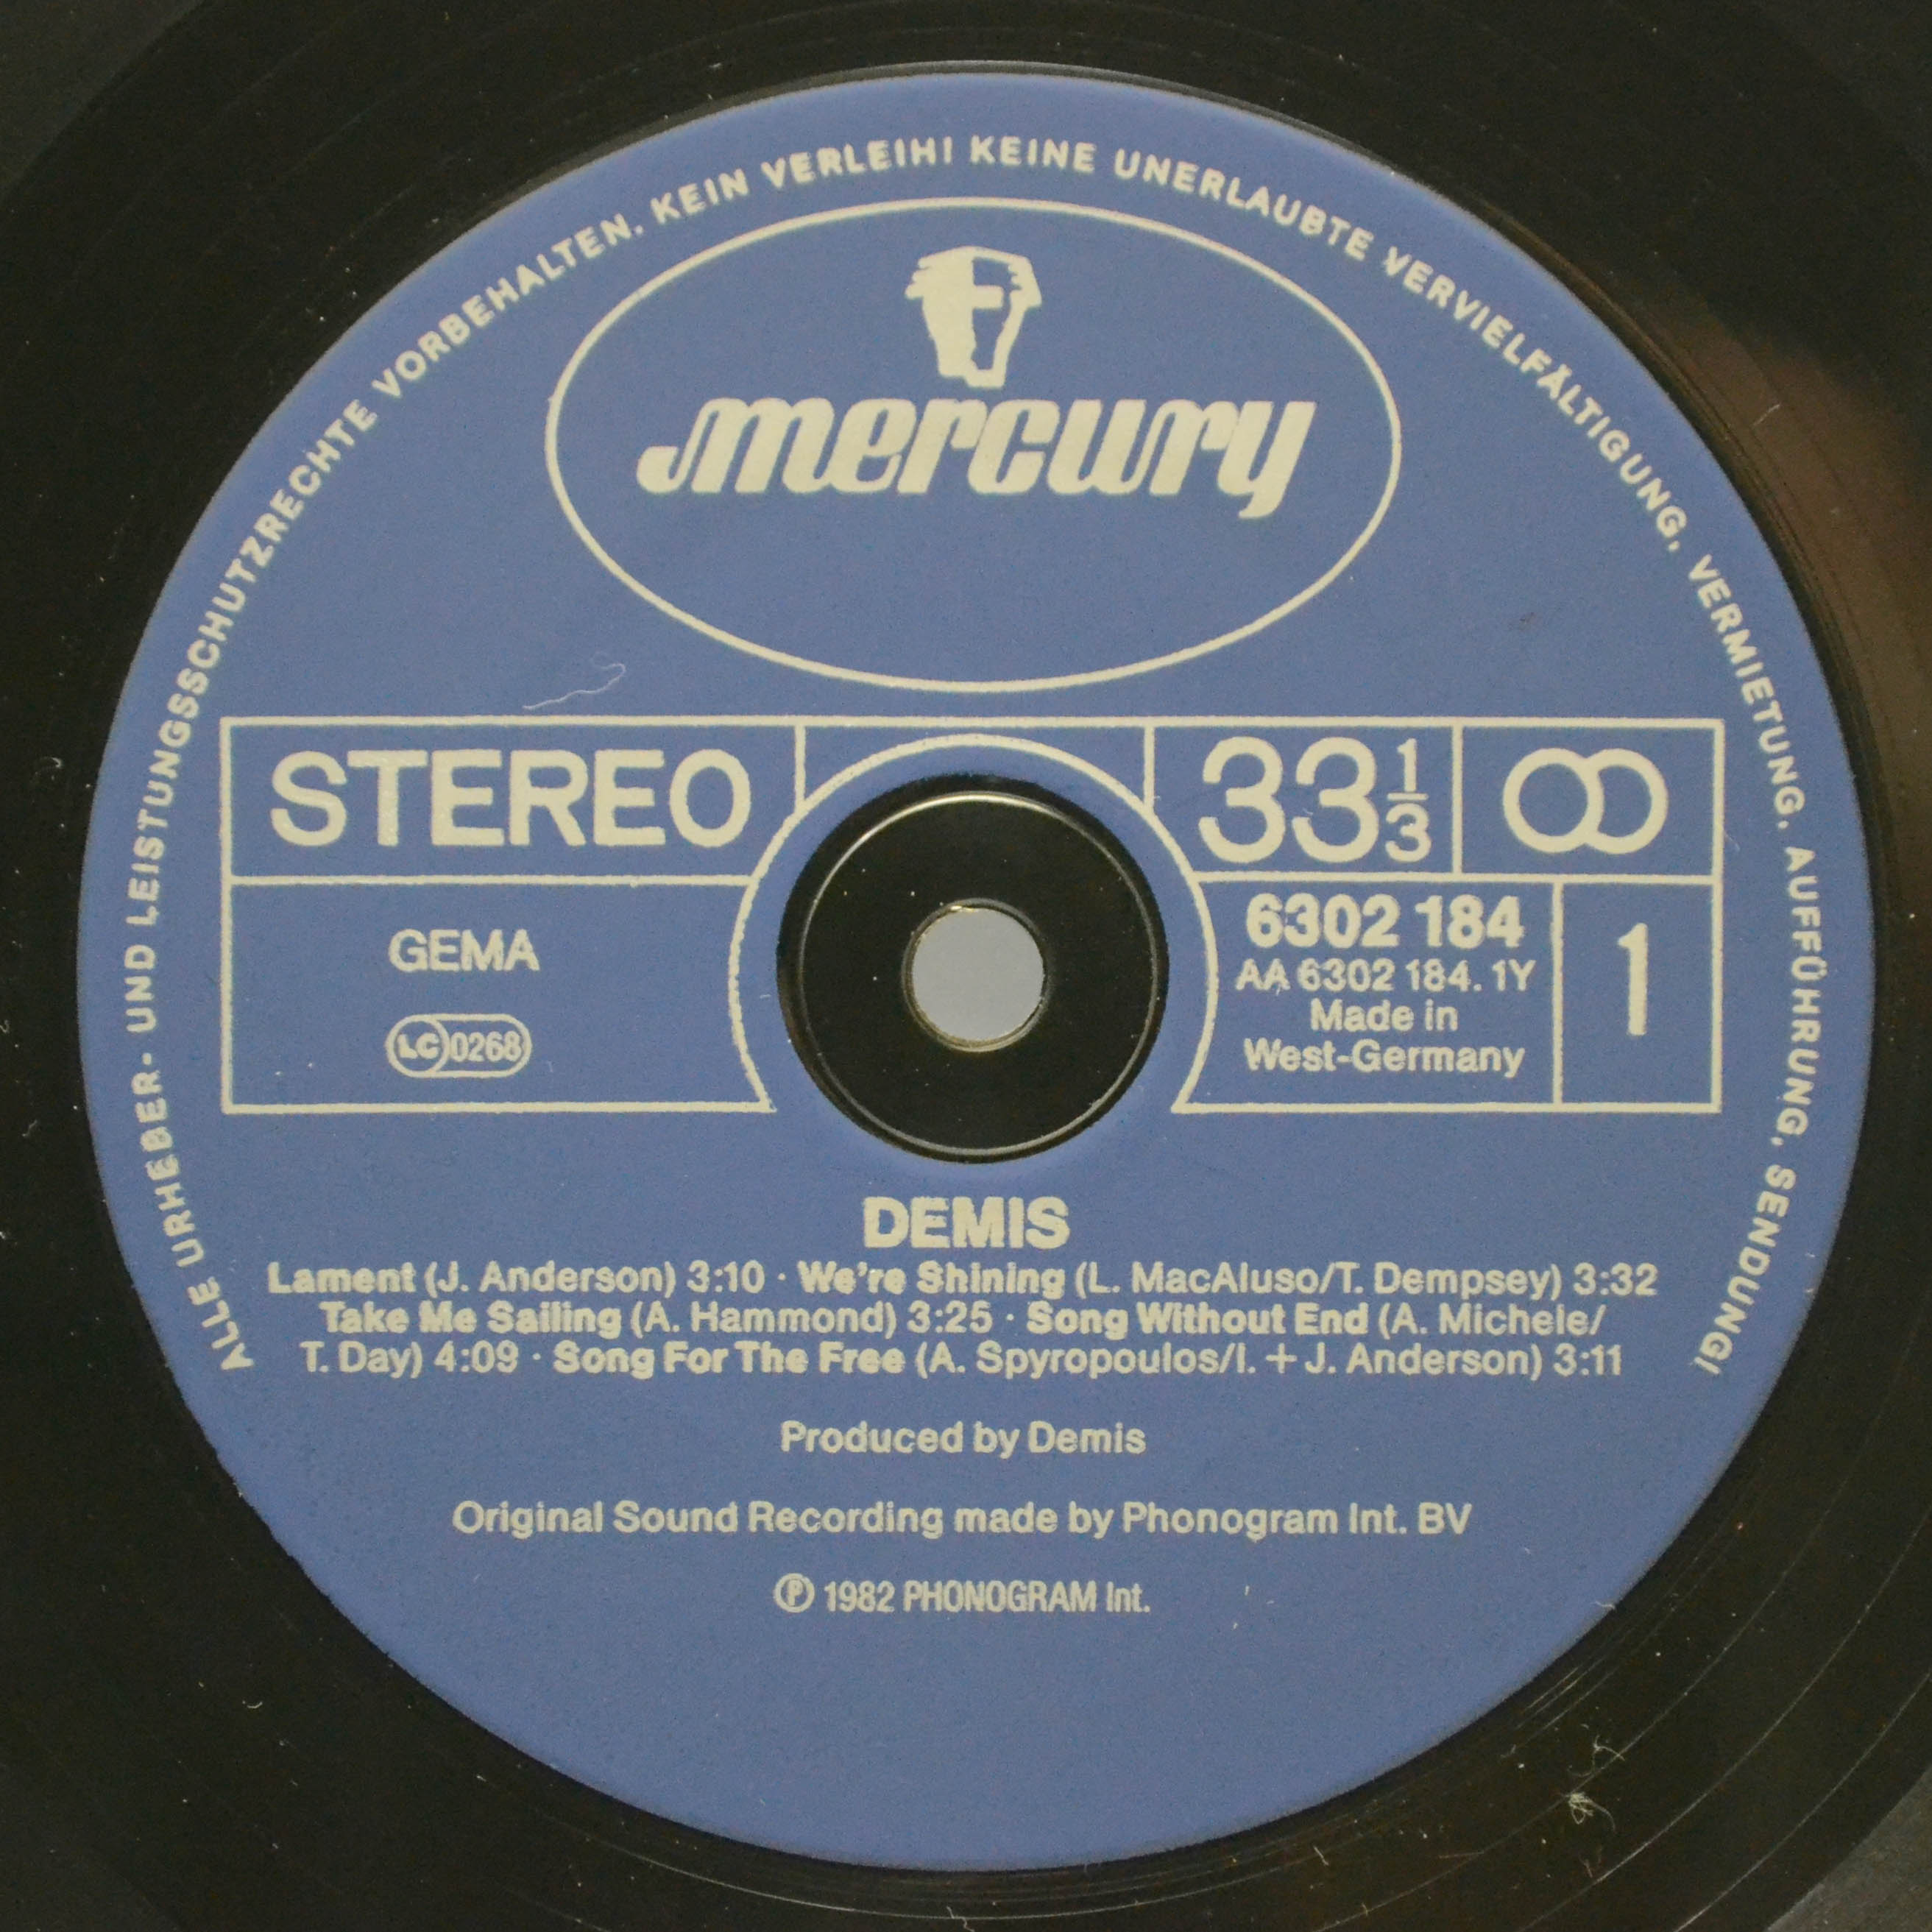 ALLE URHEBER- UND LEISTUNGSSCHUTZRECHTE VORBEHALTEN. KEIN VERLEIH! KEINE UNERLAUBTE VERVIELFÄLTIGUNG, VERMIETUNG, AUFFÜHRUNG, SENDUNG!
mercury
STEREO
33 1/3
GEMA
LC 0268
6302 184
AA 6302 184. 1Y
Made in
West-Germany
1
DEMIS
Lament (J. Anderson) 3:10 · We're Shining (L. MacAluso/T. Dempsey) 3:32
Take Me Sailing (A. Hammond) 3:25 · Song Without End (A. Michele/
T. Day) 4:09 · Song For The Free (A. Spyropoulos/I. + J. Anderson) 3:11
Produced by Demis
Original Sound Recording made by Phonogram Int. BV
℗ 1982 PHONOGRAM Int.